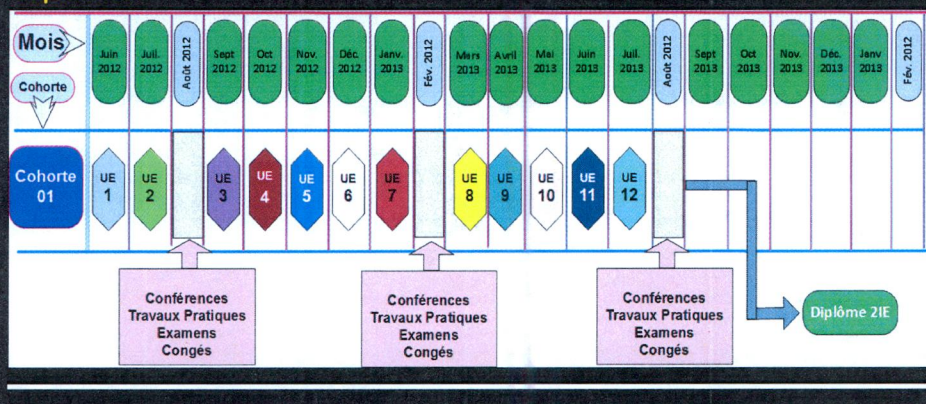 Mois
Juin 2012
Juil. 2012
Août 2012
Sept 2012
Oct 2012
Nov. 2012
Déc. 2012
Janv. 2013
Fév. 2012
Mars 2013
Avril 2013
Mai 2013
Juin 2013
Juil. 2013
Août 2012
Sept 2013
Oct 2013
Nov. 2013
Déc. 2013
Janv 2013
Fév. 2012
Cohorte
Cohorte
01
UE 1
UE 2
UE 3
UE 4
UE 5
UE 6
UE 7
UE 8
UE 9
UE 10
UE 11
UE 12
Conférences
Travaux Pratiques
Examens
Congés
Conférences
Travaux Pratiques
Examens
Congés
Conférences
Travaux Pratiques
Examens
Congés
Diplôme 2IE